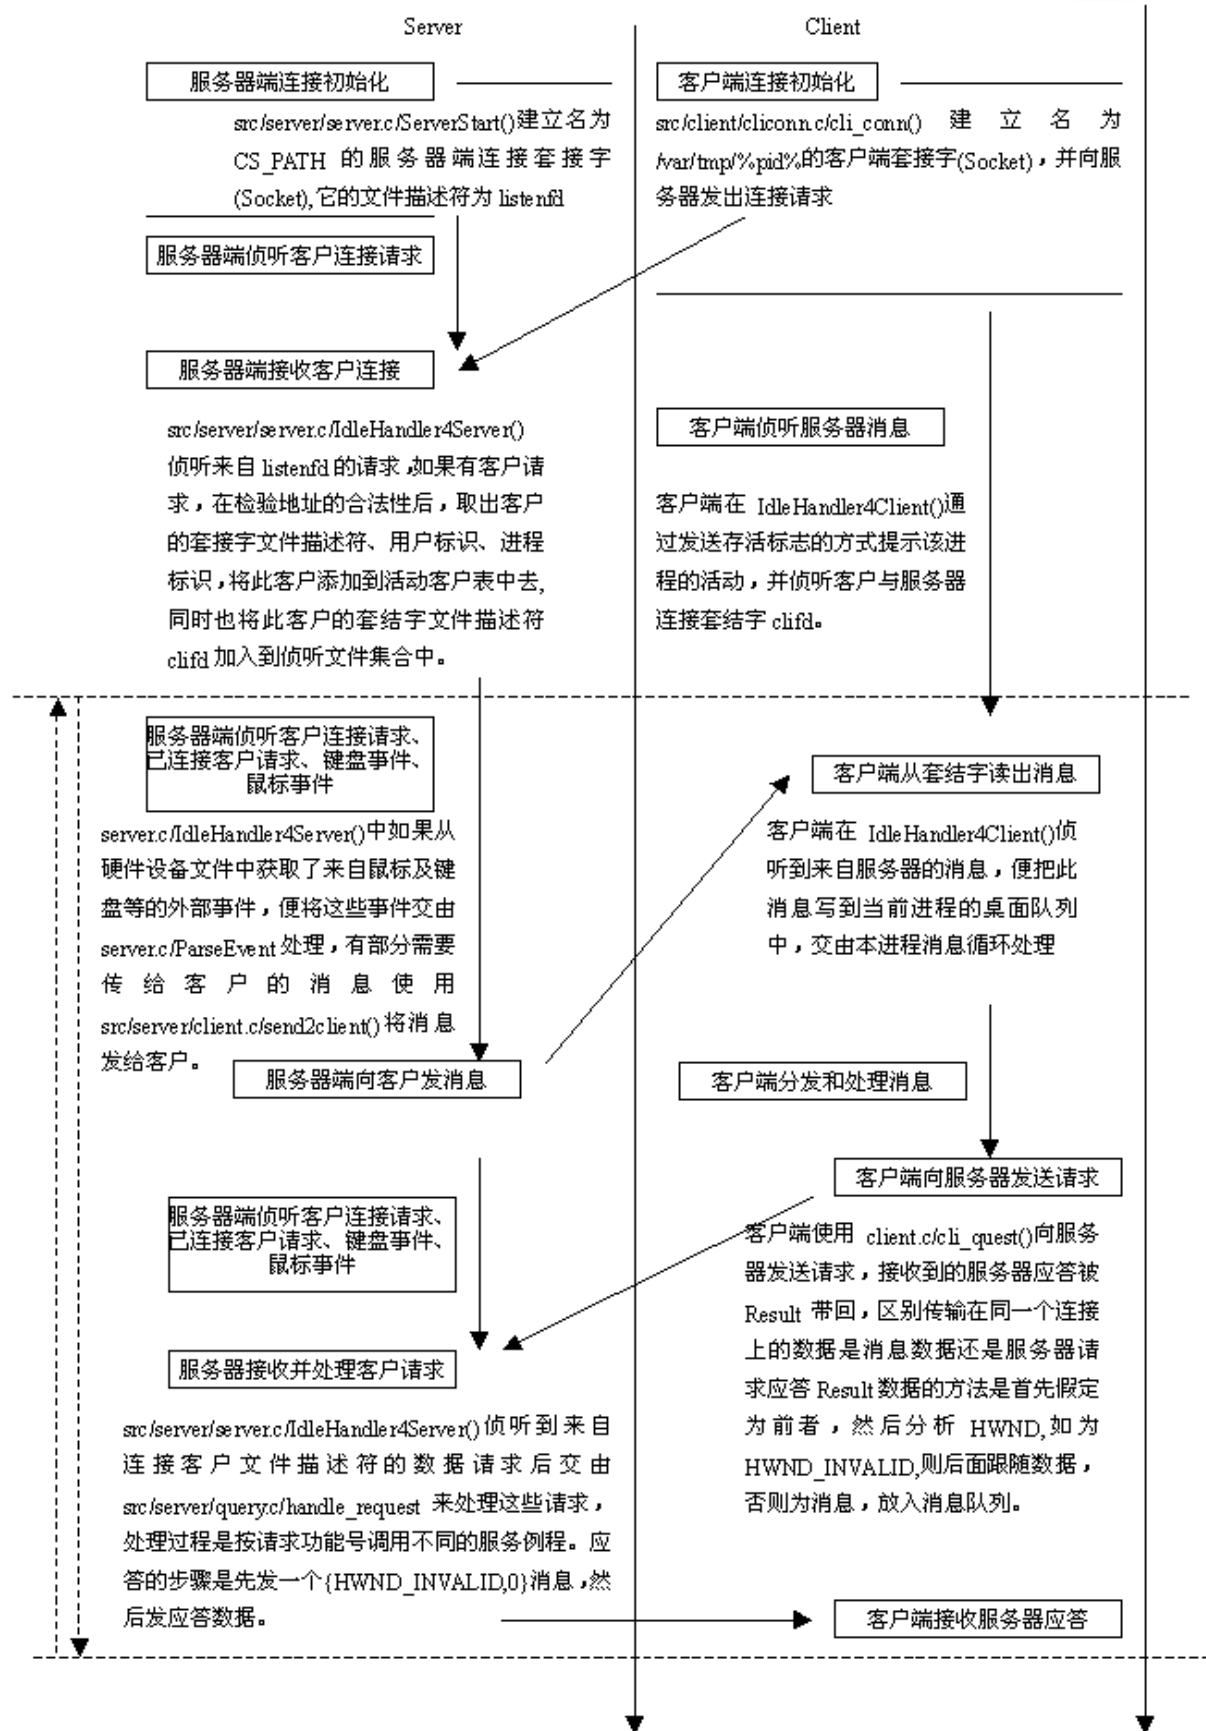 Server
Client
服务器端连接初始化
src/server/server.c/ServerStart()建立名为
CS_PATH 的服务器端连接套接字
(Socket),它的文件描述符为 listenfd
客户端连接初始化
src/client/cliconn.c/cli_conn() 建立名为
/var/tmp/%pid%的客户端套接字(Socket)，并向服
务器发出连接请求
服务器端侦听客户连接请求
服务器端接收客户连接
src/server/server.c/IdleHandler4Server()
侦听来自 listenfd 的请求,如果有客户请
求，在检验地址的合法性后，取出客户
的套接字文件描述符、用户标识、进程
标识，将此客户添加到活动客户表中去,
同时也将此客户的套结字文件描述符
clifd 加入到侦听文件集合中。
客户端侦听服务器消息
客户端在 IdleHandler4Client()通
过发送存活标志的方式提示该进
程的活动，并侦听客户与服务器
连接套结字 clifd。
服务器端侦听客户连接请求、
已连接客户请求、键盘事件、
鼠标事件
server.c/IdleHandler4Server()中如果从
硬件设备文件中获取了来自鼠标及键
盘等的外部事件，便将这些事件交由
server.c/ParseEvent 处理，有部分需要
传给客户的消息使用
src/server/client.c/send2client()将消息
发给客户。
客户端从套结字读出消息
客户端在 IdleHandler4Client()侦
听到来自服务器的消息，便把此
消息写到当前进程的桌面队列
中，交由本进程消息循环处理
服务器端向客户发消息
客户端分发和处理消息
客户端向服务器发送请求
服务器端侦听客户连接请求、
已连接客户请求、键盘事件、
鼠标事件
客户端使用 client.c/cli_quest()向服务
器发送请求，接收到的服务器应答被
Result 带回，区别传输在同一个连接
上的数据是消息数据还是服务器请
求应答 Result 数据的方法是首先假定
为前者，然后分析 HWND,如为
HWND_INVALID,则后面跟随数据，
否则为消息，放入消息队列。
服务器接收并处理客户请求
src/server/server.c/IdleHandler4Server()侦听到来自
连接客户文件描述符的数据请求后交由
src/server/query.c/handle_request 来处理这些请求，
处理过程是按请求功能号调用不同的服务例程。应
答的步骤是先发一个{HWND_INVALID,0}消息，然
后发应答数据。
客户端接收服务器应答